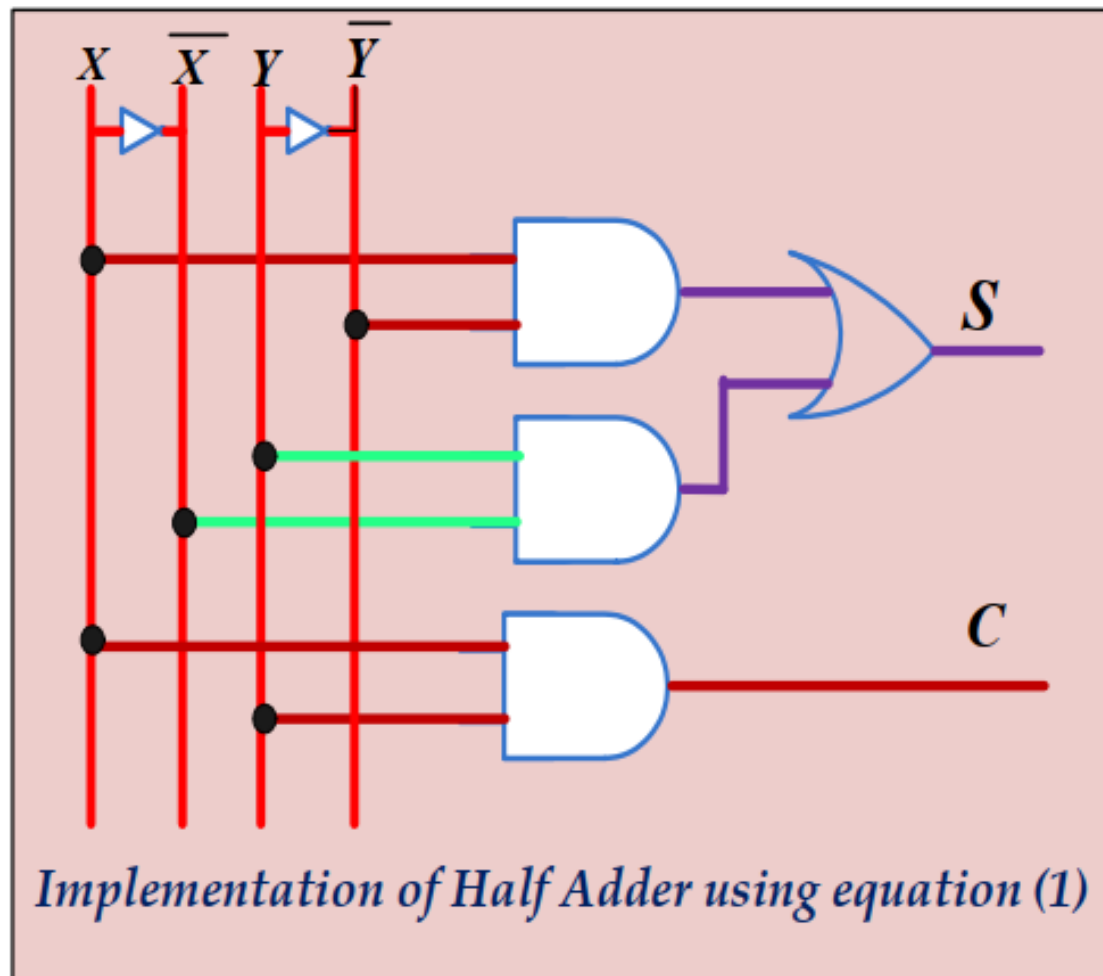 X X̅ Y Y̅
S
C
Implementation of Half Adder using equation (1)